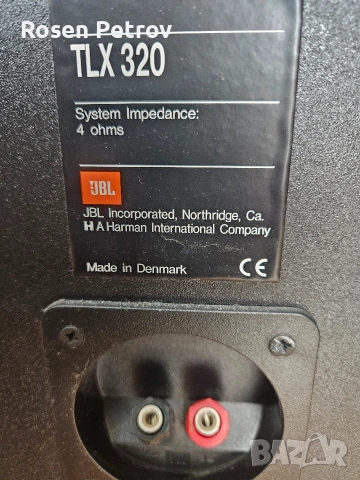 Rosen Petrov
TLX 320
System Impedance:
4 ohms
JBL
JBL Incorporated, Northridge, Ca.
H A Harman International Company
Made in Denmark CE
BAZAR